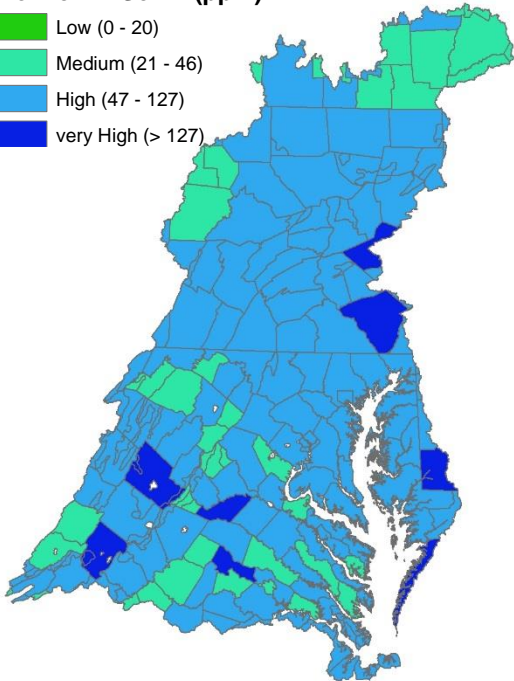 Low (0 - 20)
Medium (21 - 46)
High (47 - 127)
very High (> 127)